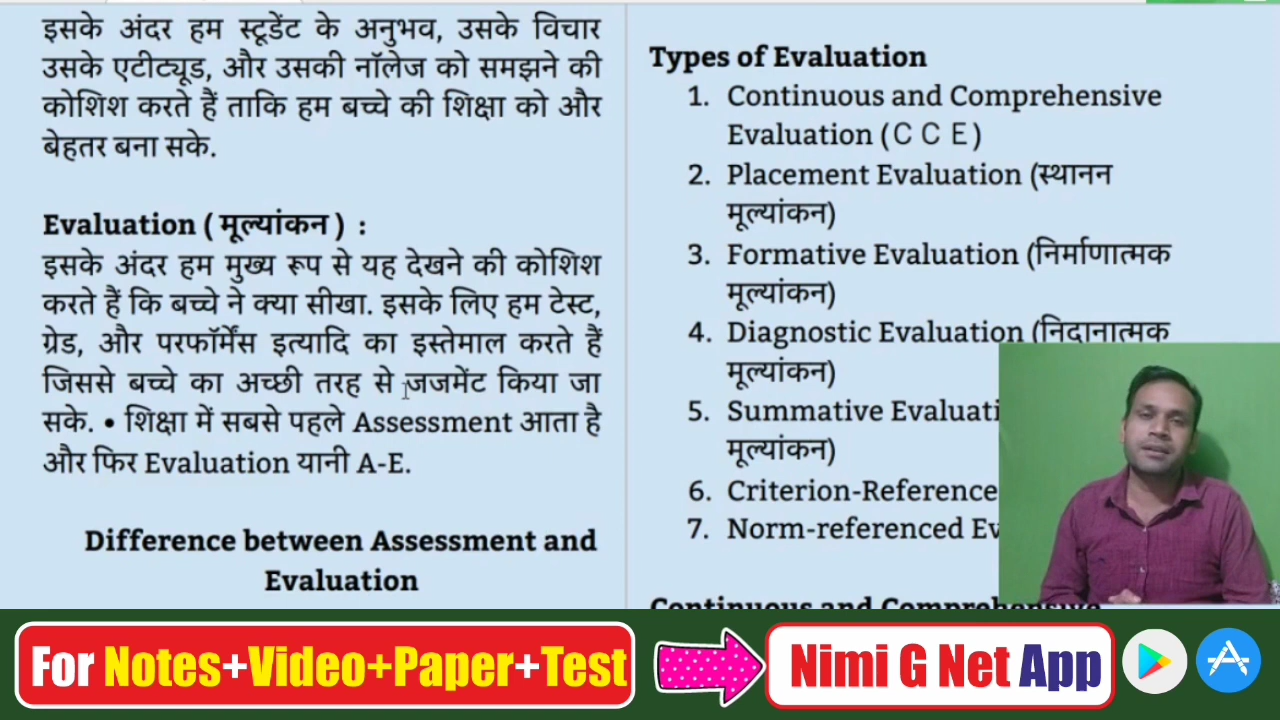 इसके अंदर हम स्टूडेंट के अनुभव, उसके विचार
उसके एटीट्यूड, और उसकी नॉलेज को समझने की
कोशिश करते हैं ताकि हम बच्चे की शिक्षा को और
बेहतर बना सके.
Evaluation ( मूल्यांकन ) :
इसके अंदर हम मुख्य रूप से यह देखने की कोशिश
करते हैं कि बच्चे ने क्या सीखा. इसके लिए हम टेस्ट,
ग्रेड, और परफॉर्मेंस इत्यादि का इस्तेमाल करते हैं
जिससे बच्चे का अच्छी तरह से जजमेंट किया जा
सके. • शिक्षा में सबसे पहले Assessment आता है
और फिर Evaluation यानी A-E.
Difference between Assessment and
Evaluation
Types of Evaluation
1. Continuous and Comprehensive
Evaluation (C C E)
2. Placement Evaluation (स्थानन
मूल्यांकन)
3. Formative Evaluation (निर्माणात्मक
मूल्यांकन)
4. Diagnostic Evaluation (निदानात्मक
मूल्यांकन)
5. Summative Evaluati
मूल्यांकन)
6. Criterion-Reference
7. Norm-referenced Ev
Continuous and Comprehensive
For Notes+Video+Paper+Test
Nimi G Net App